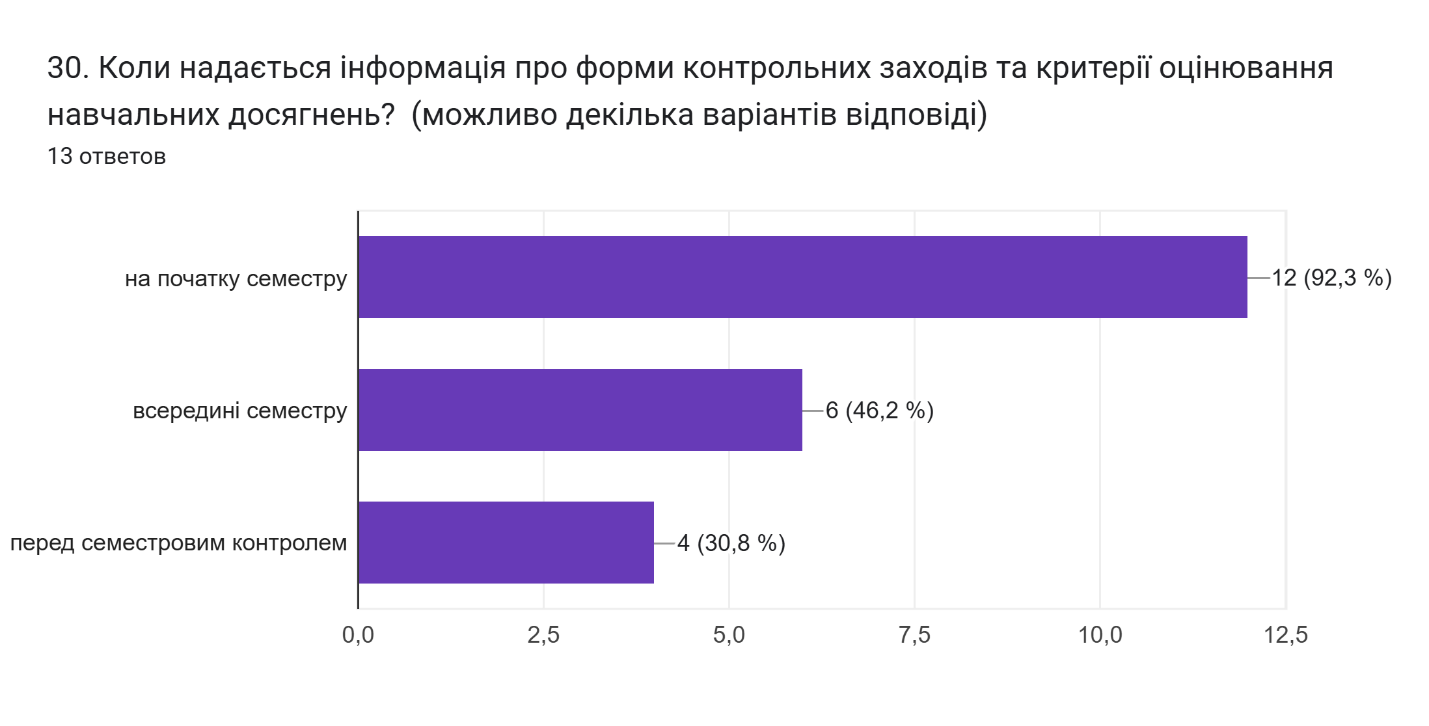 30. Коли надається інформація про форми контрольних заходів та критерії оцінювання
навчальних досягнень?  (можливо декілька варіантів відповіді)
13 ответов
на початку семестру
12 (92,3 %)
всередині семестру
6 (46,2 %)
перед семестровим контролем
4 (30,8 %)
0,0 2,5 5,0 7,5 10,0 12,5